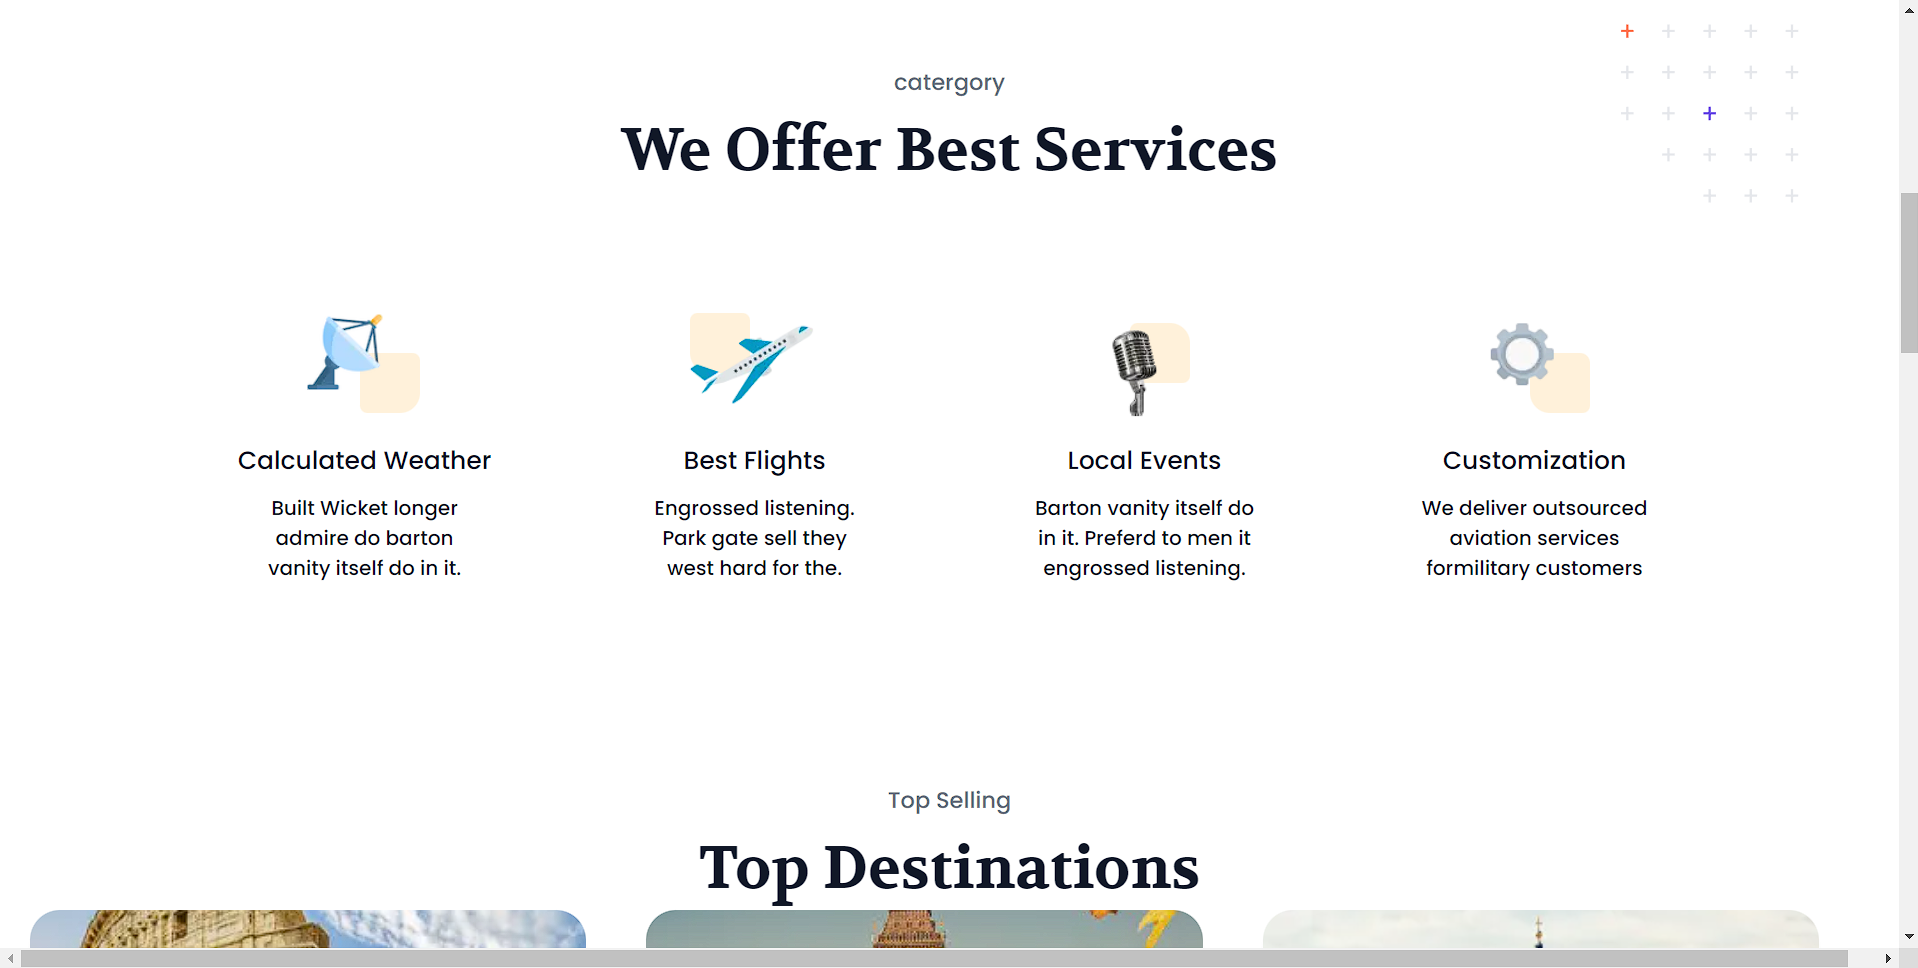 catergory
We Offer Best Services
Calculated Weather
Built Wicket longer
admire do barton
vanity itself do in it.
Best Flights
Engrossed listening.
Park gate sell they
west hard for the.
Local Events
Barton vanity itself do
in it. Preferd to men it
engrossed listening.
Customization
We deliver outsourced
aviation services
formilitary customers
Top Selling
Top Destinations